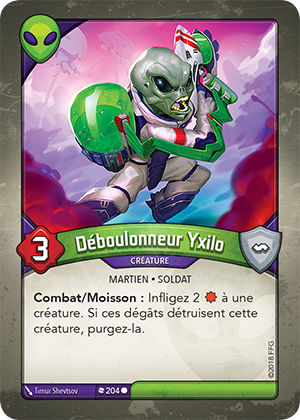 Déboulonneur Yxilo
3
CRÉATURE
MARTIEN • SOLDAT
Combat/Moisson : Infligez 2 à une
créature. Si ces dégâts détruisent cette
créature, purgez-la.
Timur Shevtsov
204
©2018 FFG